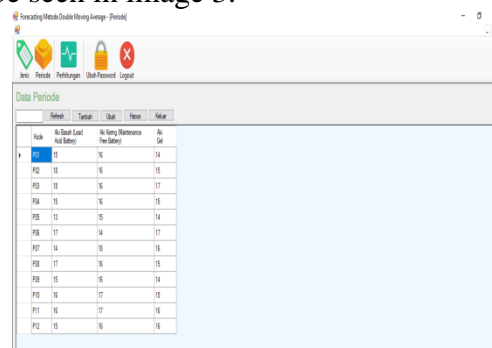 be seen in image 3.
Forecasting Metode Double Moving Average - [Periode]
Jenis Periode Perhitungan Ubah Password Logout
Data Periode
Refresh Tambah Ubah Hapus Keluar
Kode Aki Basah (Lead Acid Battery) Aki Kering (Maintenance Free Battery) Aki Gel
P01 15 16 14
P02 18 16 15
P03 18 16 17
P04 15 16 15
P05 13 15 14
P06 17 14 17
P07 14 18 16
P08 17 16 15
P09 15 16 14
P10 16 17 15
P11 16 17 16
P12 15 16 16